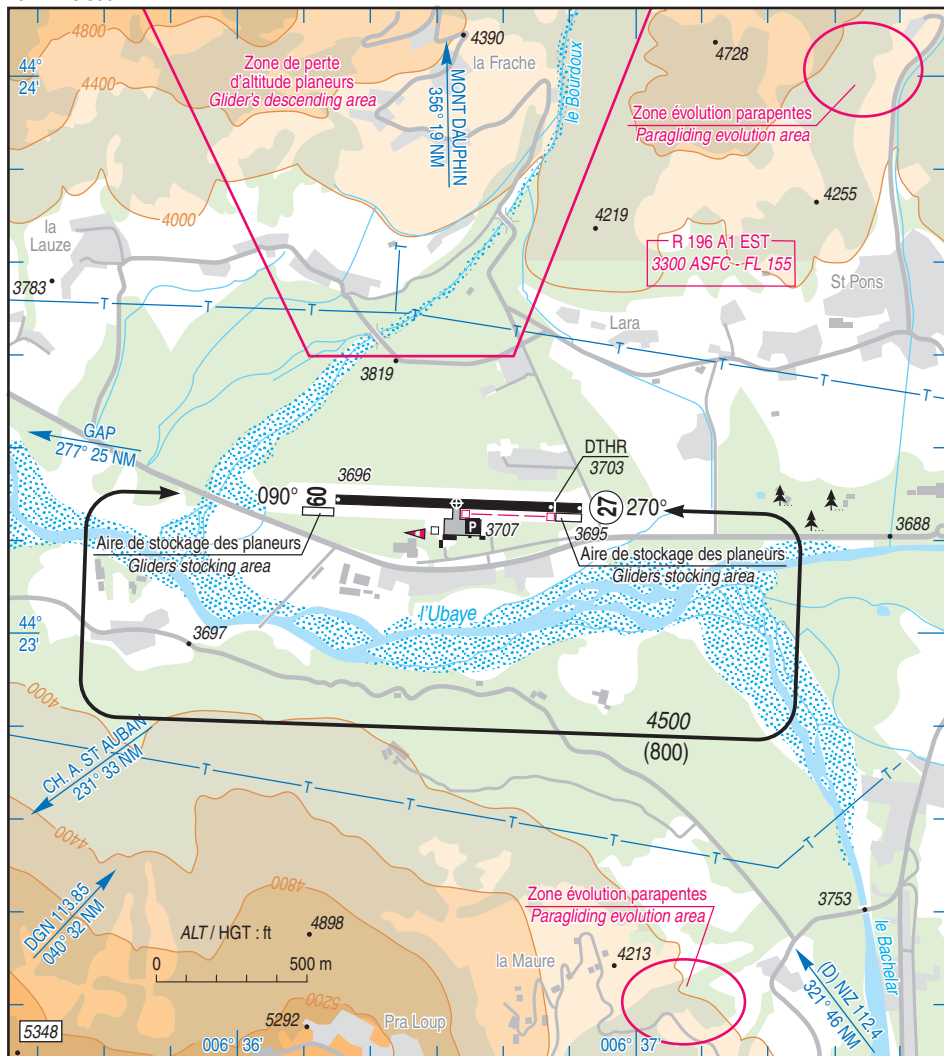 4800
4400
4000
44°
24'
Zone de perte
d'altitude planeurs
Glider's descending area
4390
la Frache
MONT DAUPHIN
356° 19 NM
le Bourdoux
4728
Zone évolution parapentes
Paragliding evolution area
4255
4219
R 196 A1 EST
3300 ASFC - FL 155
la
Lauze
3783
St Pons
Lara
T
T
T
T
T
T
T
T
3819
GAP
277° 25 NM
DTHR
3703
3696
090°
09
27
270°
P
3707
3695
3688
Aire de stockage des planeurs
Gliders stocking area
Aire de stockage des planeurs
Gliders stocking area
l'Ubaye
44°
23'
3697
4000
4500
(800)
CH. A. ST AUBAN
231° 33 NM
T
T
T
T
T
T
T
4400
4800
DGN 113.85
040° 32 NM
4898
ALT / HGT : ft
0
500 m
5200
5292
Pra Loup
5348
Zone évolution parapentes
Paragliding evolution area
la Maure
4213
3753
(D) NIZ 112.4
321° 46 NM
le Bachelar
006° 36'
006° 37'